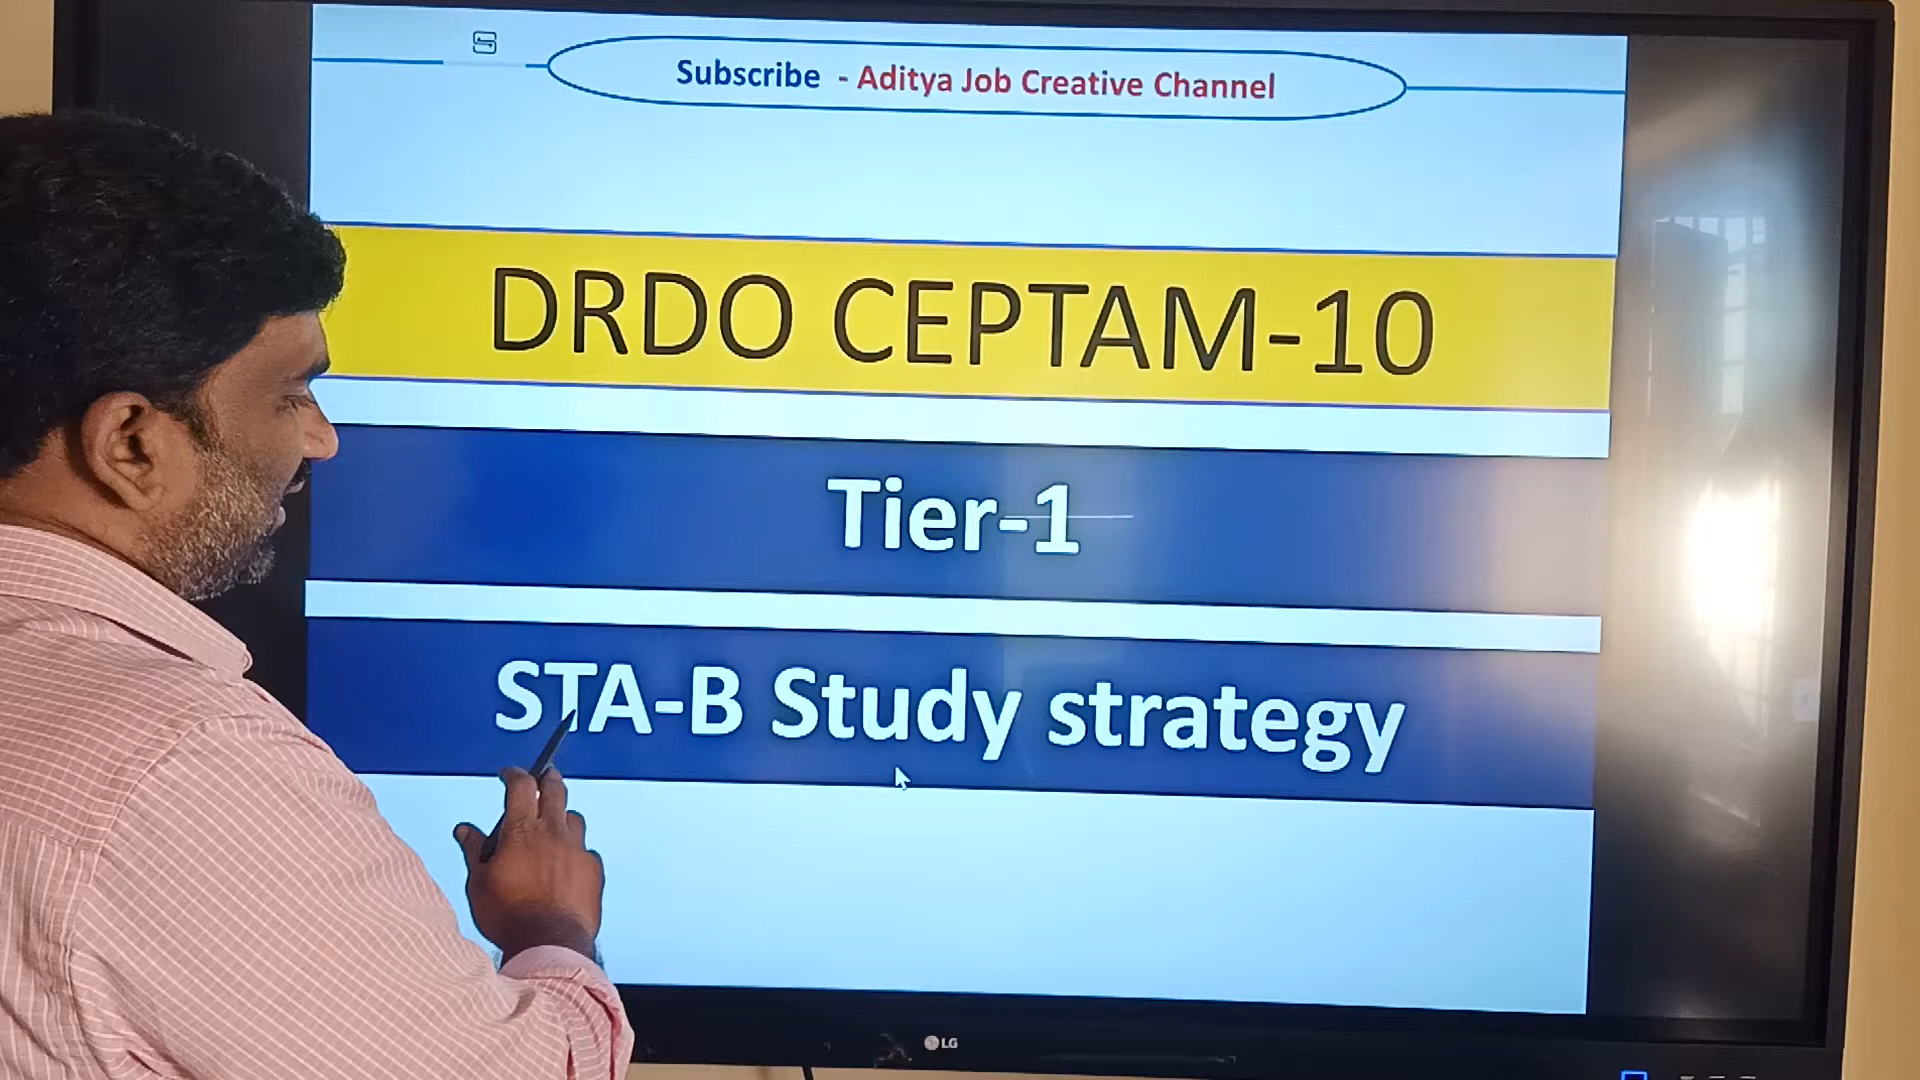 Subscribe - Aditya Job Creative Channel
DRDO CEPTAM-10
Tier-1
STA-B Study strategy
LG